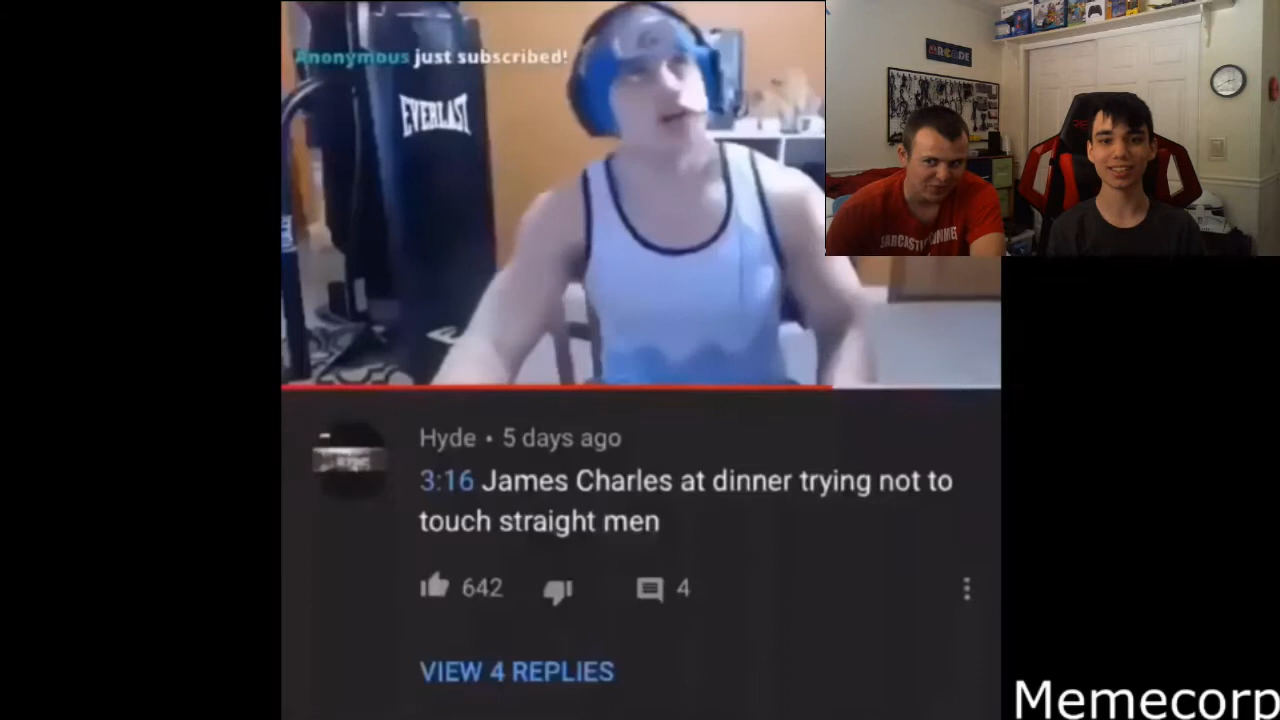 Anonymous just subscribed!
EVERLAST
ARCADE
Hyde • 5 days ago
3:16 James Charles at dinner trying not to
touch straight men
642
4
VIEW 4 REPLIES
Memecorp